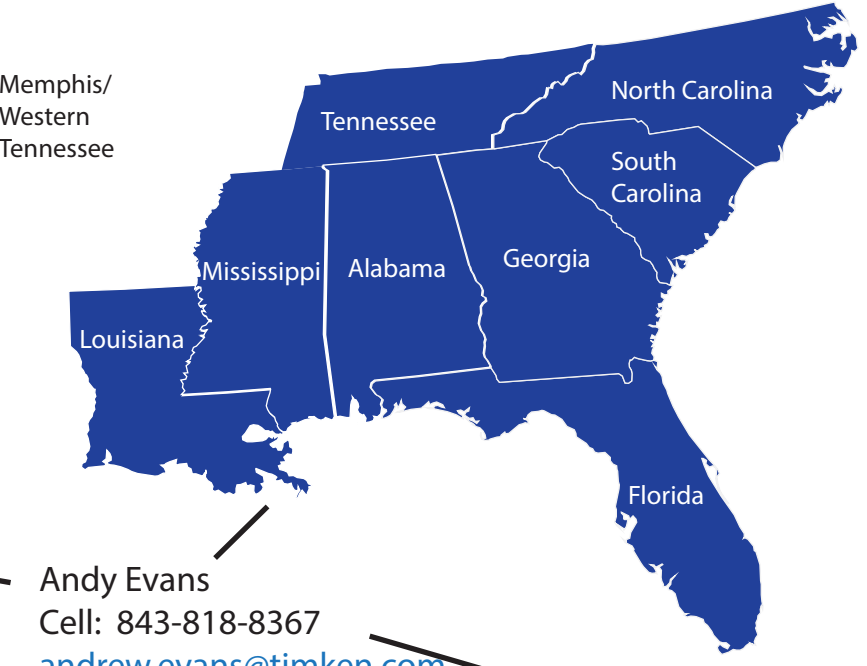 Memphis/
Western
Tennessee
Tennessee
North Carolina
South
Carolina
Mississippi
Alabama
Georgia
Louisiana
Florida
Andy Evans
Cell: 843-818-8367
andrew.evans@timken.com